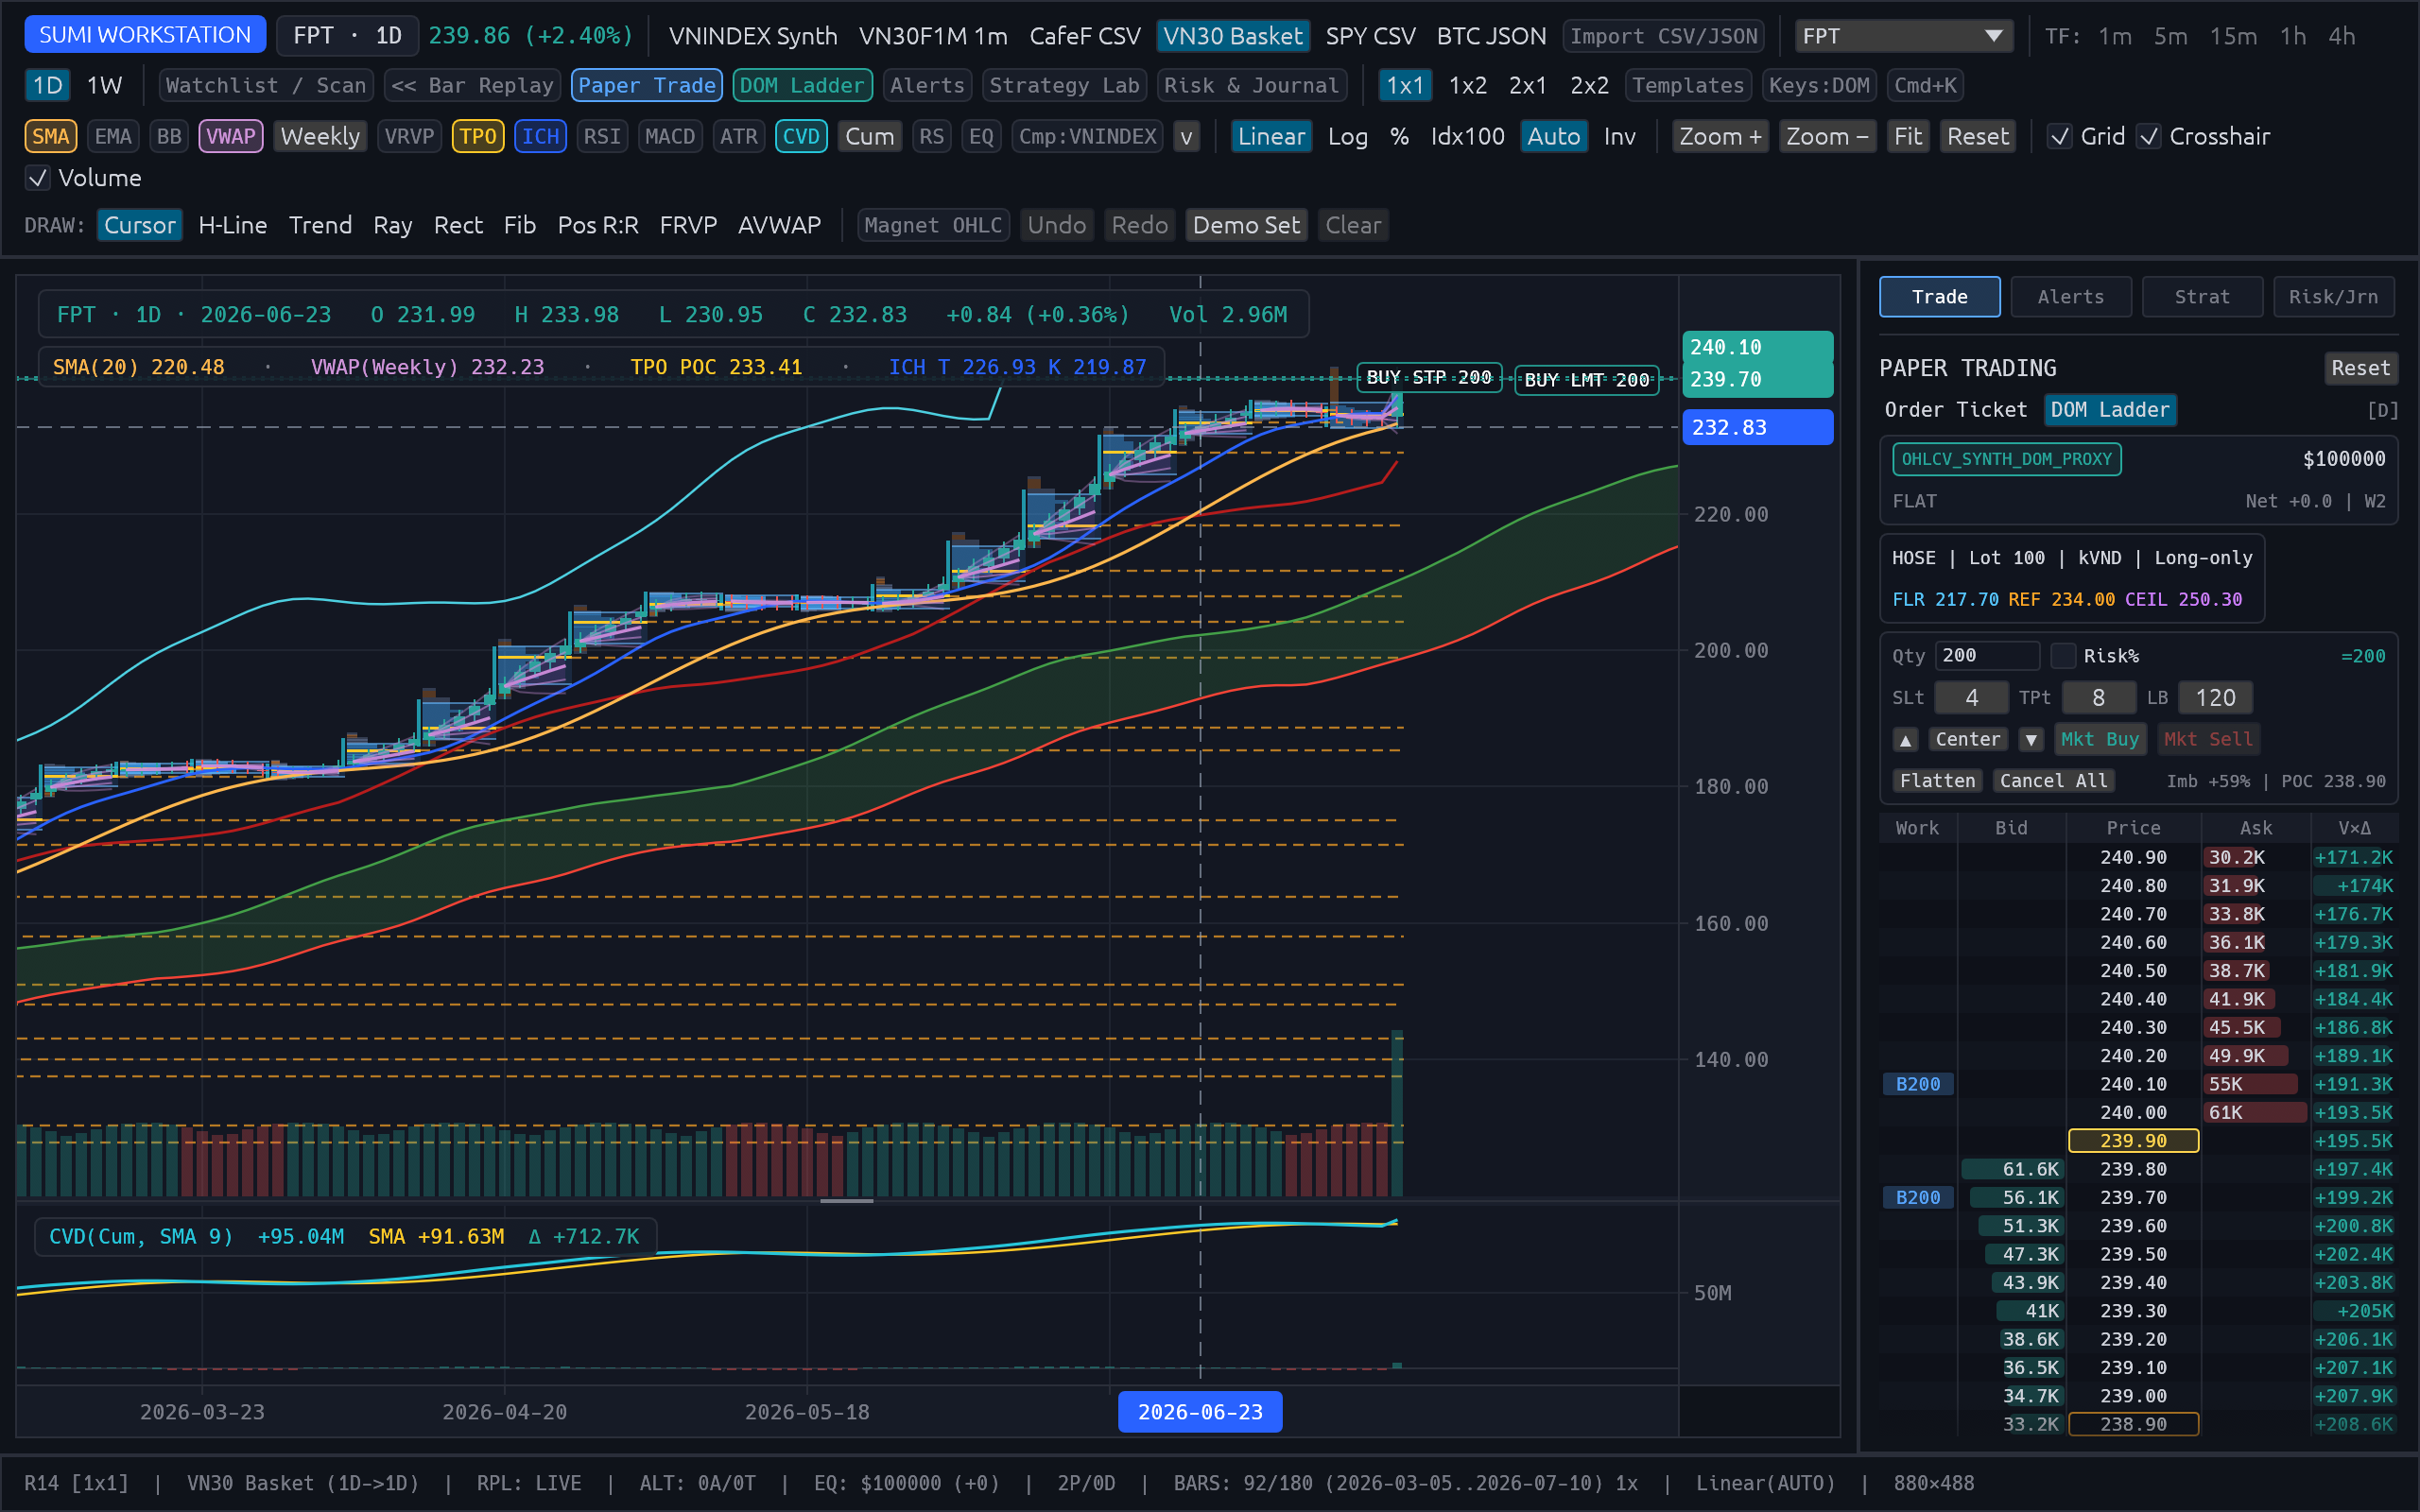 SUMI WORKSTATION FPT · 1D 239.86 (+2.40%) VNINDEX Synth VN30F1M 1m CafeF CSV VN30 Basket SPY CSV BTC JSON Import CSV/JSON FPT TF: 1m 5m 15m 1h 4h
1D 1W Watchlist / Scan << Bar Replay Paper Trade DOM Ladder Alerts Strategy Lab Risk & Journal 1x1 1x2 2x1 2x2 Templates Keys:DOM Cmd+K
SMA EMA BB VWAP Weekly VRVP TPO ICH RSI MACD ATR CVD Cum RS EQ Cmp:VNINDEX v Linear Log % Idx100 Auto Inv Zoom + Zoom − Fit Reset Grid Crosshair
Volume
DRAW: Cursor H-Line Trend Ray Rect Fib Pos R:R FRVP AVWAP Magnet OHLC Undo Redo Demo Set Clear
FPT · 1D · 2026-06-23 O 231.99 H 233.98 L 230.95 C 232.83 +0.84 (+0.36%) Vol 2.96M
SMA(20) 220.48 · VWAP(Weekly) 232.23 · TPO POC 233.41 · ICH T 226.93 K 219.87
BUY STP 200 BUY LMT 200
240.10
239.70
232.83
220.00
200.00
180.00
160.00
140.00
CVD(Cum, SMA 9) +95.04M SMA +91.63M Δ +712.7K
50M
2026-03-23 2026-04-20 2026-05-18 2026-06-23
Trade Alerts Strat Risk/Jrn
PAPER TRADING Reset
Order Ticket DOM Ladder [D]
OHLCV_SYNTH_DOM_PROXY $100000
FLAT Net +0.0 | W2
HOSE | Lot 100 | kVND | Long-only
FLR 217.70 REF 234.00 CEIL 250.30
Qty 200 Risk% =200
SLt 4 TPt 8 LB 120
▲ Center ▼ Mkt Buy Mkt Sell
Flatten Cancel All Imb +59% | POC 238.90
Work Bid Price Ask V×Δ
240.90 30.2K +171.2K
240.80 31.9K +174K
240.70 33.8K +176.7K
240.60 36.1K +179.3K
240.50 38.7K +181.9K
240.40 41.9K +184.4K
240.30 45.5K +186.8K
240.20 49.9K +189.1K
B200 240.10 55K +191.3K
240.00 61K +193.5K
239.90 +195.5K
61.6K 239.80 +197.4K
B200 56.1K 239.70 +199.2K
51.3K 239.60 +200.8K
47.3K 239.50 +202.4K
43.9K 239.40 +203.8K
41K 239.30 +205K
38.6K 239.20 +206.1K
36.5K 239.10 +207.1K
34.7K 239.00 +207.9K
33.2K 238.90 +208.6K
R14 [1x1] | VN30 Basket (1D->1D) | RPL: LIVE | ALT: 0A/0T | EQ: $100000 (+0) | 2P/0D | BARS: 92/180 (2026-03-05..2026-07-10) 1x | Linear(AUTO) | 880×488